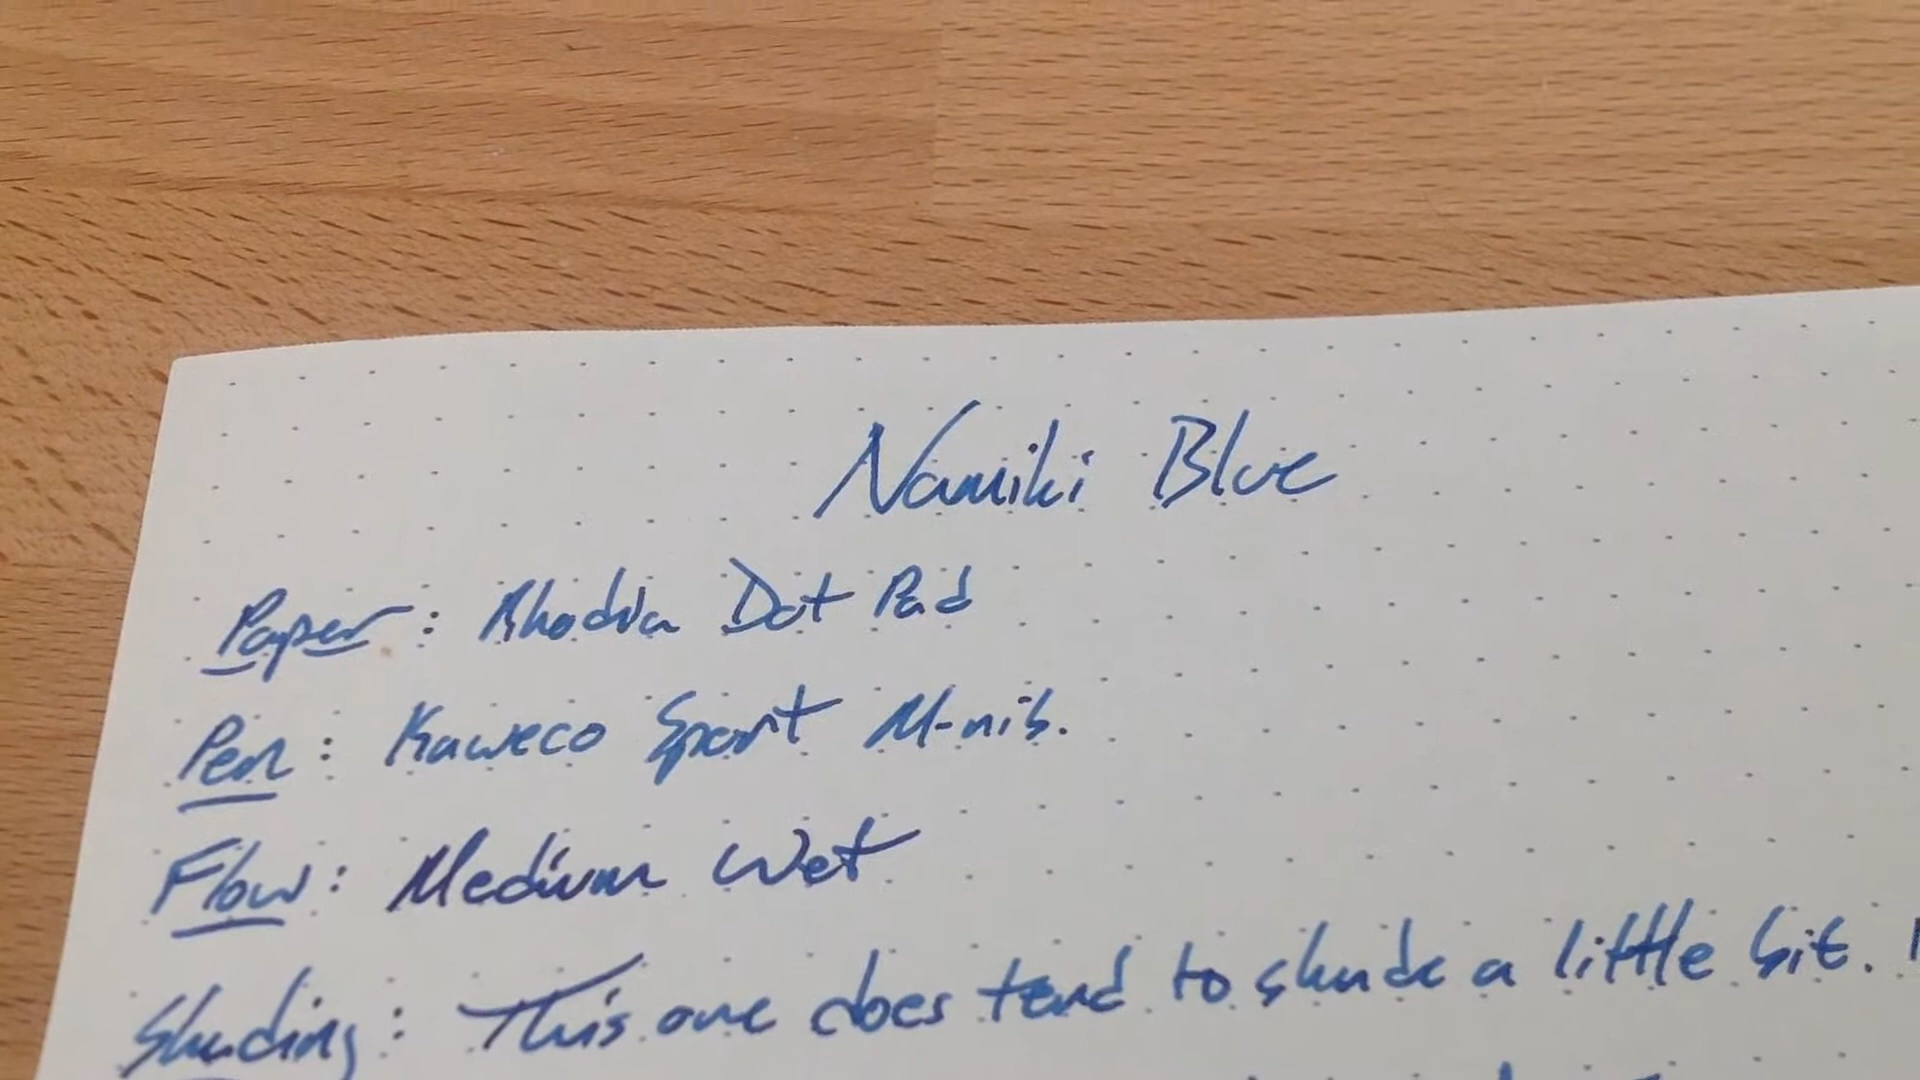 Namiki Blue
Paper: Rhodia Dot Pad
Pen: Kaweco Sport M-nib.
Flow: Medium Wet
Shading: This one does tend to shade a little bit.